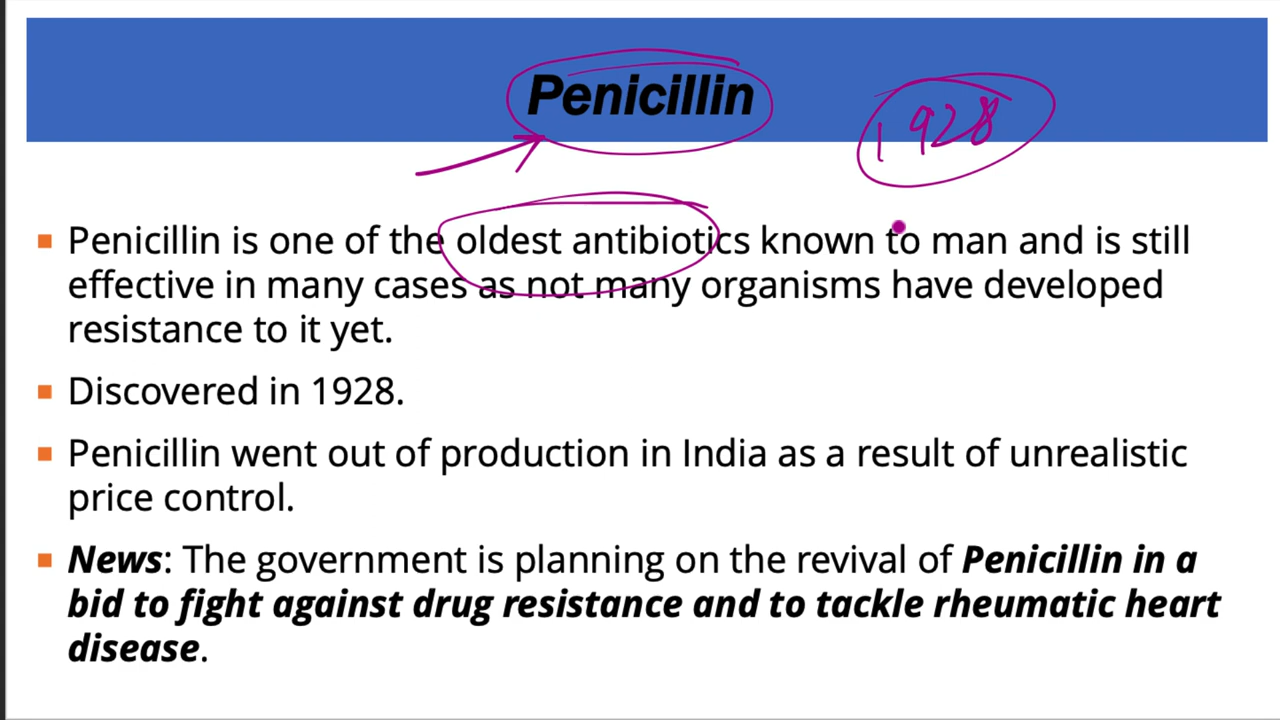 Penicillin
1928
Penicillin is one of the oldest antibiotics known to man and is still
effective in many cases as not many organisms have developed
resistance to it yet.
Discovered in 1928.
Penicillin went out of production in India as a result of unrealistic
price control.
News: The government is planning on the revival of Penicillin in a
bid to fight against drug resistance and to tackle rheumatic heart
disease.